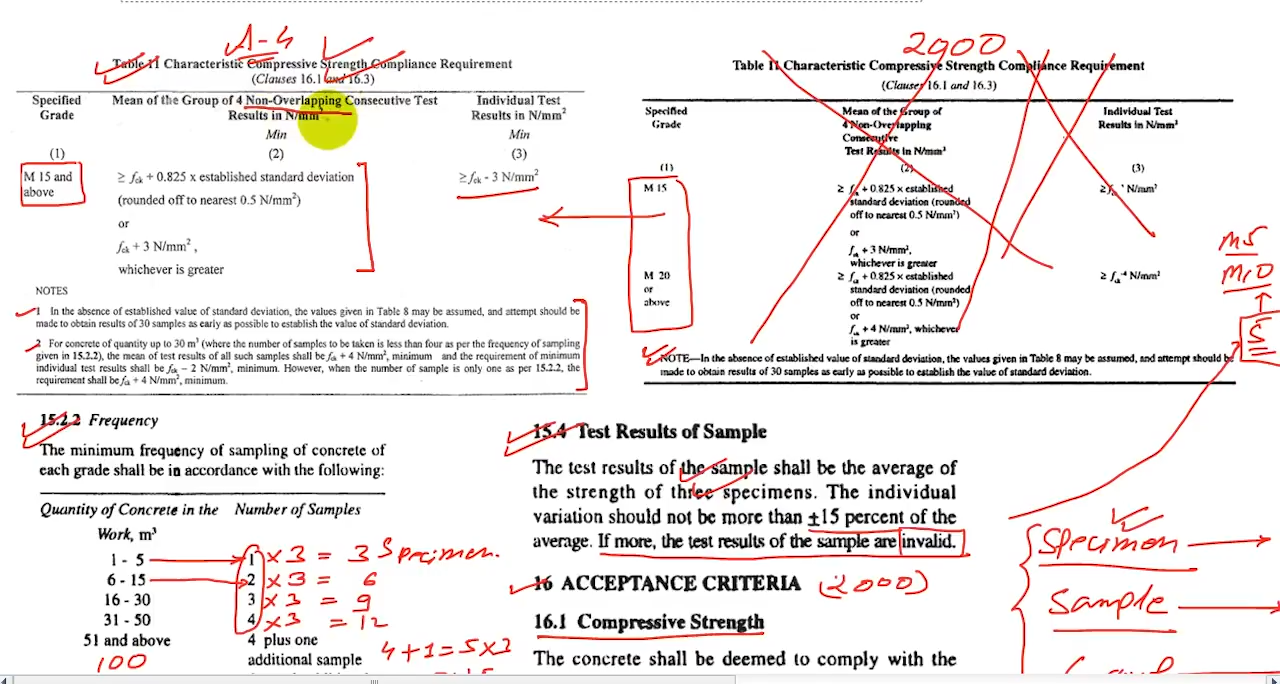 A-4
Table 11 Characteristic Compressive Strength Compliance Requirement
(Clauses 16.1 and 16.3)
Specified Grade
Mean of the Group of 4 Non-Overlapping Consecutive Test
Results in N/mm²
Min
Individual Test
Results in N/mm²
Min
(1) (2) (3)
M 15 and
above
≥ fck + 0.825 x established standard deviation
(rounded off to nearest 0.5 N/mm²)
or
fck + 3 N/mm²,
whichever is greater
≥ fck - 3 N/mm²
NOTES
1 In the absence of established value of standard deviation, the values given in Table 8 may be assumed, and attempt should be
made to obtain results of 30 samples as early as possible to establish the value of standard deviation.
2 For concrete of quantity up to 30 m³ (where the number of samples to be taken is less than four as per the frequency of sampling
given in 15.2.2), the mean of test results of all such samples shall be fck + 4 N/mm², minimum and the requirement of minimum
individual test results shall be fck – 2 N/mm², minimum. However, when the number of sample is only one as per 15.2.2, the
requirement shall be fck + 4 N/mm², minimum.
2000
Table 11 Characteristic Compressive Strength Compliance Requirement
(Clauses 16.1 and 16.3)
Specified
Grade
Mean of the Group of
4 Non-Overlapping
Consecutive
Test Results in N/mm²
Individual Test
Results in N/mm²
(1) (2) (3)
M 15
≥ fck + 0.825 x established
standard deviation (rounded
off to nearest 0.5 N/mm²)
or
fck + 3 N/mm²,
whichever is greater
N/mm²
M 20
or
above
≥ fck + 0.825 x established
standard deviation (rounded
off to nearest 0.5 N/mm²)
or
fck + 4 N/mm², whichever
is greater
≥ fck-4 N/mm²
NOTE—In the absence of established value of standard deviation, the values given in Table 8 may be assumed, and attempt should be
made to obtain results of 30 samples as early as possible to establish the value of standard deviation.
M5
M10
5
15.2.2 Frequency
The minimum frequency of sampling of concrete of
each grade shall be in accordance with the following:
Quantity of Concrete in the Number of Samples
Work, m³
1 - 5 1 x 3 = 3 Specimen.
6 - 15 2 x 3 = 6
16 - 30 3 x 3 = 9
31 - 50 4 x 3 = 12
51 and above 4 plus one
100 additional sample 4+1=5x3
15.4 Test Results of Sample
The test results of the sample shall be the average of
the strength of three specimens. The individual
variation should not be more than ±15 percent of the
average. If more, the test results of the sample are invalid.
16 ACCEPTANCE CRITERIA (2000)
16.1 Compressive Strength
The concrete shall be deemed to comply with the
Specimen
Sample